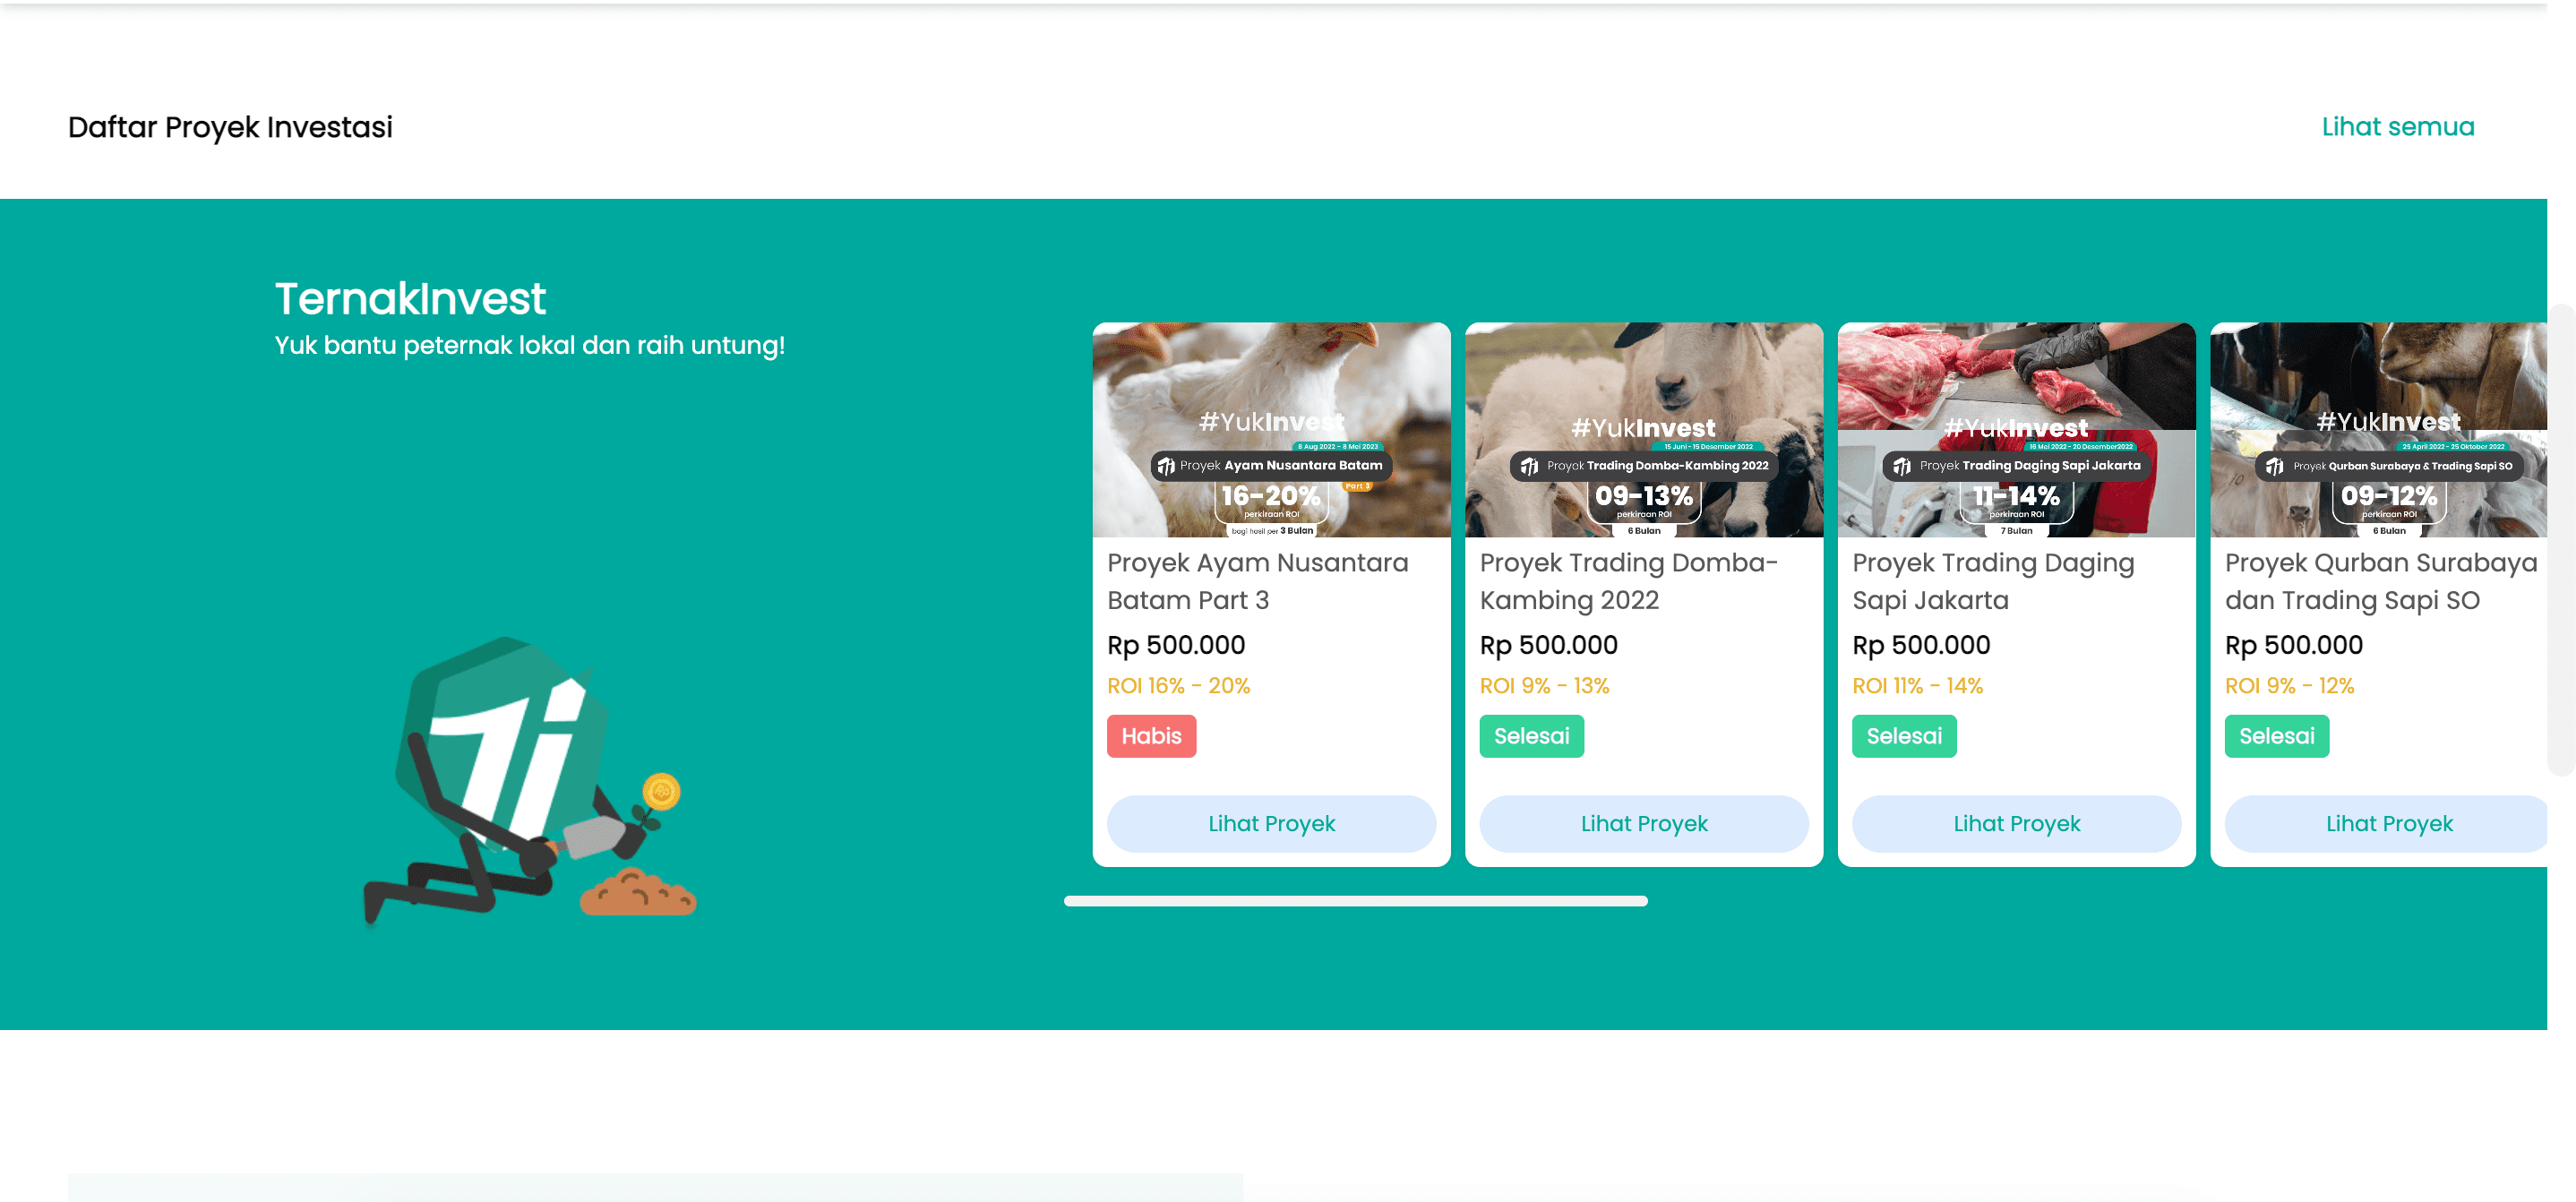 Daftar Proyek Investasi
Lihat semua
TernakInvest
Yuk bantu peternak lokal dan raih untung!
#YukInvest
8 Aug 2022 - 8 Mei 2023
Proyek Ayam Nusantara Batam
Part 3
16-20%
perkiraan ROI
bagi hasil per 3 Bulan
Proyek Ayam Nusantara
Batam Part 3
Rp 500.000
ROI 16% - 20%
Habis
Lihat Proyek
#YukInvest
15 Juni - 15 Desember 2022
Proyek Trading Domba-Kambing 2022
09-13%
perkiraan ROI
6 Bulan
Proyek Trading Domba-
Kambing 2022
Rp 500.000
ROI 9% - 13%
Selesai
Lihat Proyek
#YukInvest
16 Mei 2022 - 20 Desember2022
Proyek Trading Daging Sapi Jakarta
11-14%
perkiraan ROI
7 Bulan
Proyek Trading Daging
Sapi Jakarta
Rp 500.000
ROI 11% - 14%
Selesai
Lihat Proyek
#YukInvest
25 April 2022 - 25 Oktober 2022
Proyek Qurban Surabaya & Trading Sapi SO
09-12%
perkiraan ROI
6 Bulan
Proyek Qurban Surabaya
dan Trading Sapi SO
Rp 500.000
ROI 9% - 12%
Selesai
Lihat Proyek
Ti